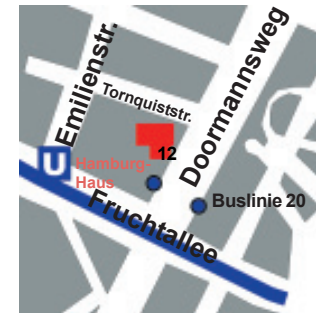 Emilienstr.
Tornquiststr.
Doormannsweg
12
U
Hamburg-
Haus
Buslinie 20
Fruchtallee